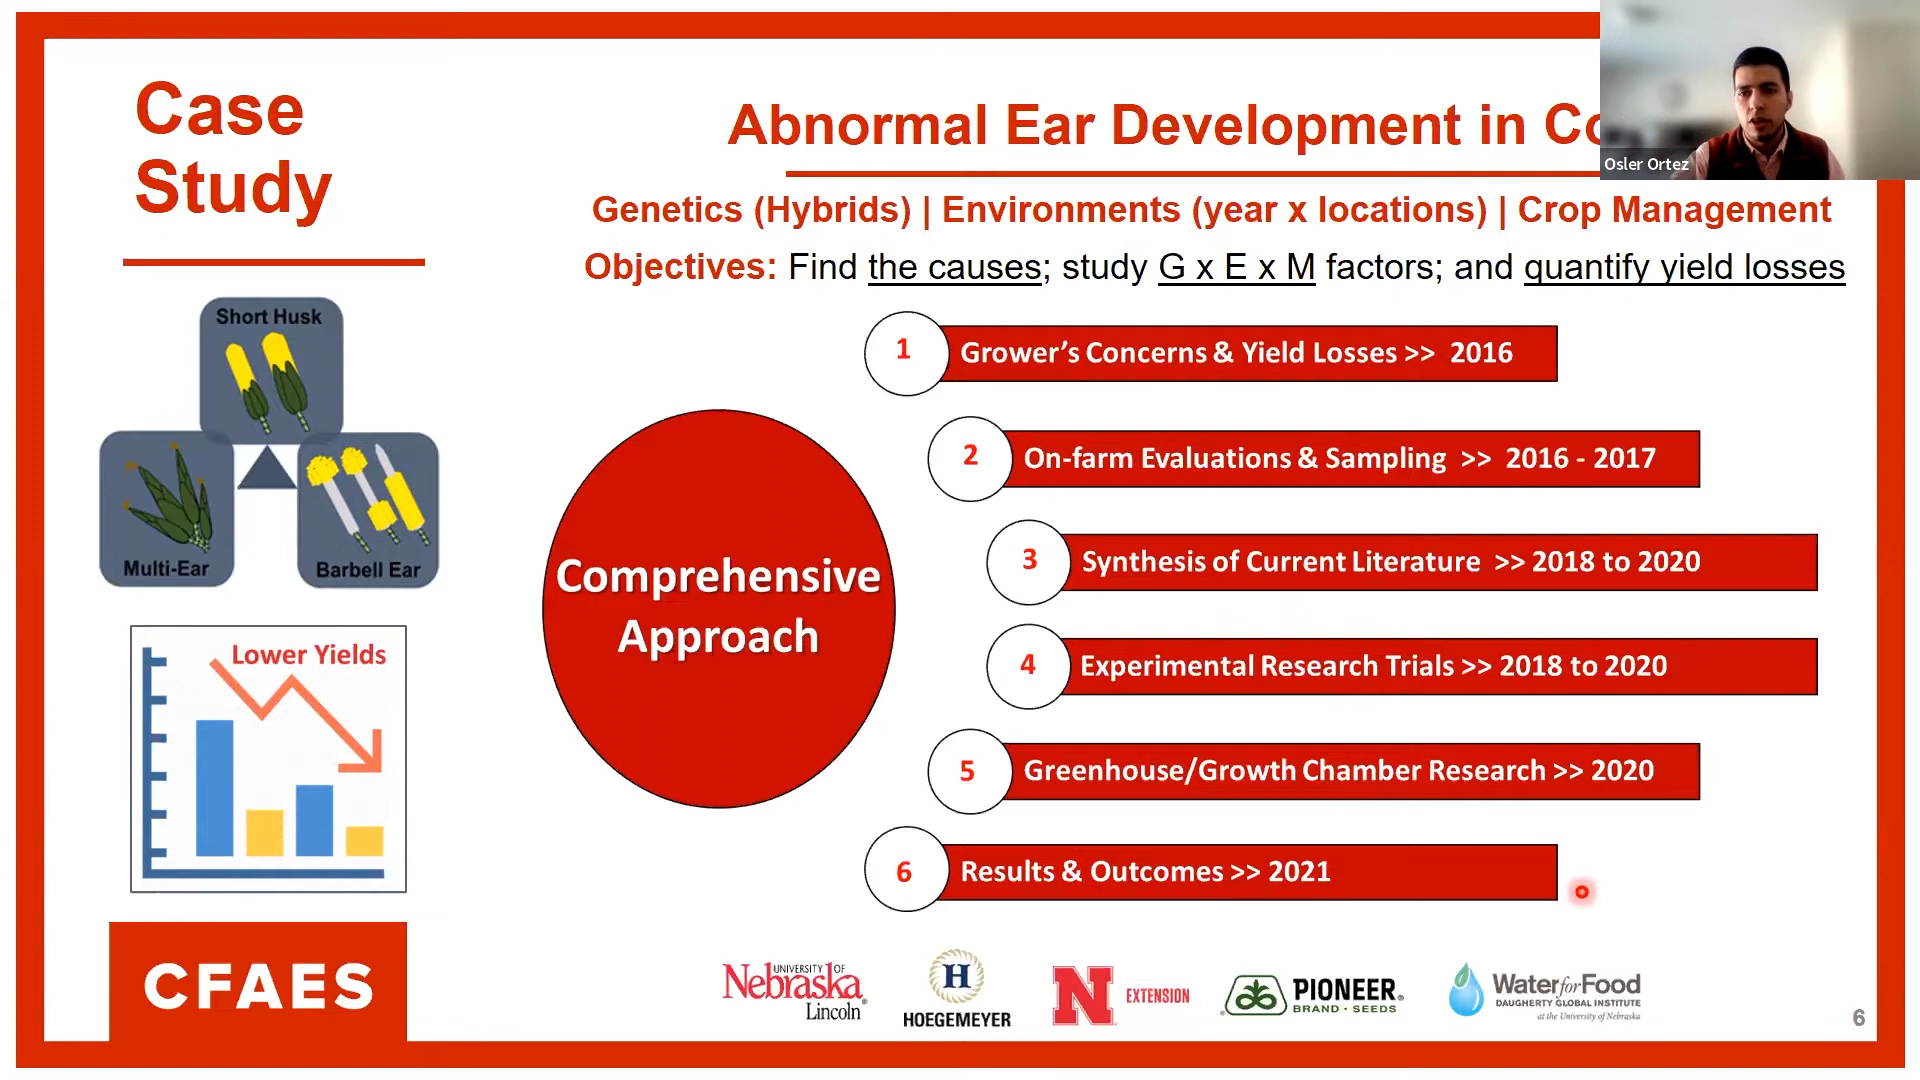 Case
Study
Abnormal Ear Development in Co
Osler Ortez
Genetics (Hybrids) | Environments (year x locations) | Crop Management
Objectives: Find the causes; study G x E x M factors; and quantify yield losses
Short Husk
Multi-Ear
Barbell Ear
Lower Yields
Comprehensive
Approach
1 Grower's Concerns & Yield Losses >> 2016
2 On-farm Evaluations & Sampling >> 2016 - 2017
3 Synthesis of Current Literature >> 2018 to 2020
4 Experimental Research Trials >> 2018 to 2020
5 Greenhouse/Growth Chamber Research >> 2020
6 Results & Outcomes >> 2021
CFAES
UNIVERSITY OF
Nebraska
Lincoln®
H
HOEGEMEYER
N EXTENSION
PIONEER®
BRAND • SEEDS
Water for Food
DAUGHERTY GLOBAL INSTITUTE
at the University of Nebraska
6